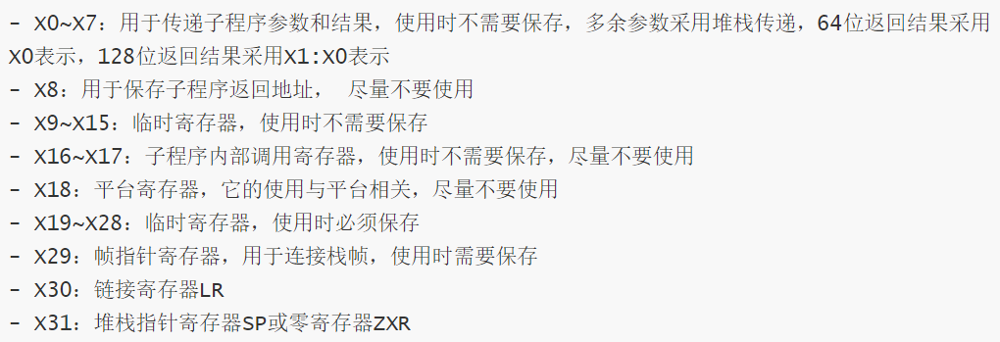 - X0~X7：用于传递子程序参数和结果，使用时不需要保存，多余参数采用堆栈传递，64位返回结果采用
X0表示，128位返回结果采用X1:X0表示
- X8：用于保存子程序返回地址， 尽量不要使用
- X9~X15：临时寄存器，使用时不需要保存
- X16~X17：子程序内部调用寄存器，使用时不需要保存，尽量不要使用
- X18：平台寄存器，它的使用与平台相关，尽量不要使用
- X19~X28：临时寄存器，使用时必须保存
- X29：帧指针寄存器，用于连接栈帧，使用时需要保存
- X30：链接寄存器LR
- X31：堆栈指针寄存器SP或零寄存器ZXR